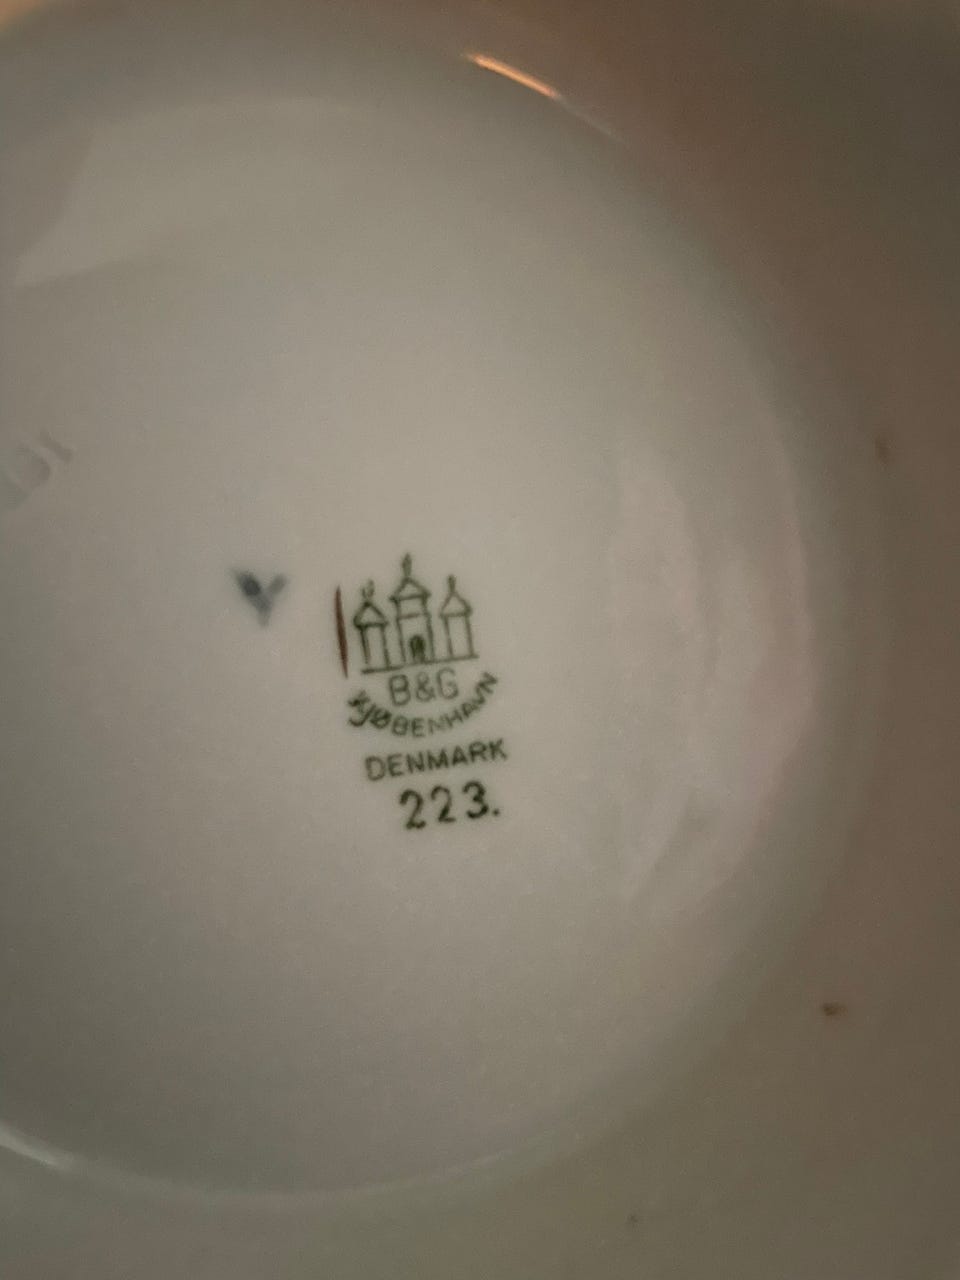 B&G
KJØBENHAVN
DENMARK
223.